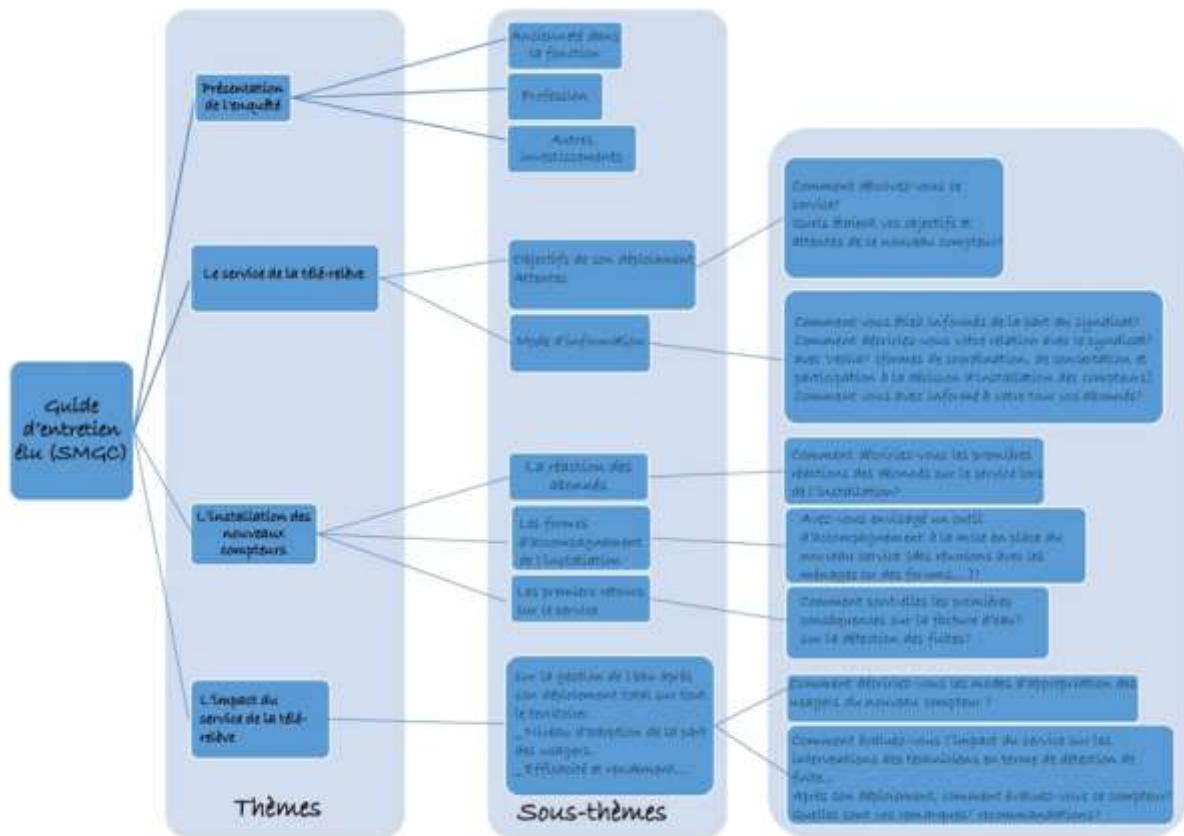 Guide
d'entretien
élu (SMGC)
Présentation
de l'enquêté
Le service de la télé-relève
L'installation des
nouveaux
compteurs
L'impact du
service de la télé-
relève
Thèmes
Ancienneté dans
la fonction
Profession
Autres
investissements
Objectifs de son déploiement
Attentes
Mode d'information
La réaction des
abonnés
Les formes
d'accompagnement
de l'installation
Les premiers retours
sur le service
Sur la gestion de l'eau après
son déploiement total sur tout
le territoire:
_ Niveau d'adoption de la part
des usagers.
_ Efficacité et rendement...
Sous-thèmes
Comment décrivez-vous ce
service?
Quels étaient vos objectifs et
attentes de ce nouveau compteur?
Comment vous étiez informés de la part du syndicat?
Comment décririez-vous votre relation avec le syndicat?
avec Veolia? (formes de coordination, de concertation et
participation à la décision d'installation des compteurs)
Comment vous avez informé à votre tour vos abonnés?
Comment décririez-vous les premières
réactions des abonnés sur le service lors
de l'installation?
Avez-vous envisagé un outil
d'accompagnement à la mise en place du
nouveau service (des réunions avec les
ménages ou des forums...)?
Comment sont-elles les premières
conséquences sur la facture d'eau?
sur la détection des fuites?
Comment décririez-vous les modes d'appropriation des
usagers du nouveau compteur ?
Comment évaluez-vous l'impact du service sur les
interventions des techniciens en terme de détection de
fuite...
Après son déploiement, comment évaluez-vous ce compteur?
Quelles sont vos remarques? recommandations?